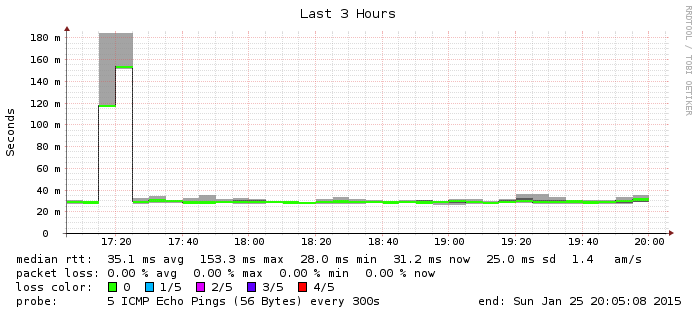 Last 3 Hours
RRDTOOL / TOBI OETIKER
Seconds
180 m
160 m
140 m
120 m
100 m
80 m
60 m
40 m
20 m
0
17:20 17:40 18:00 18:20 18:40 19:00 19:20 19:40 20:00
median rtt: 35.1 ms avg 153.3 ms max 28.0 ms min 31.2 ms now 25.0 ms sd 1.4 am/s
packet loss: 0.00 % avg 0.00 % max 0.00 % min 0.00 % now
loss color: 0 1/5 2/5 3/5 4/5
probe: 5 ICMP Echo Pings (56 Bytes) every 300s end: Sun Jan 25 20:05:08 2015